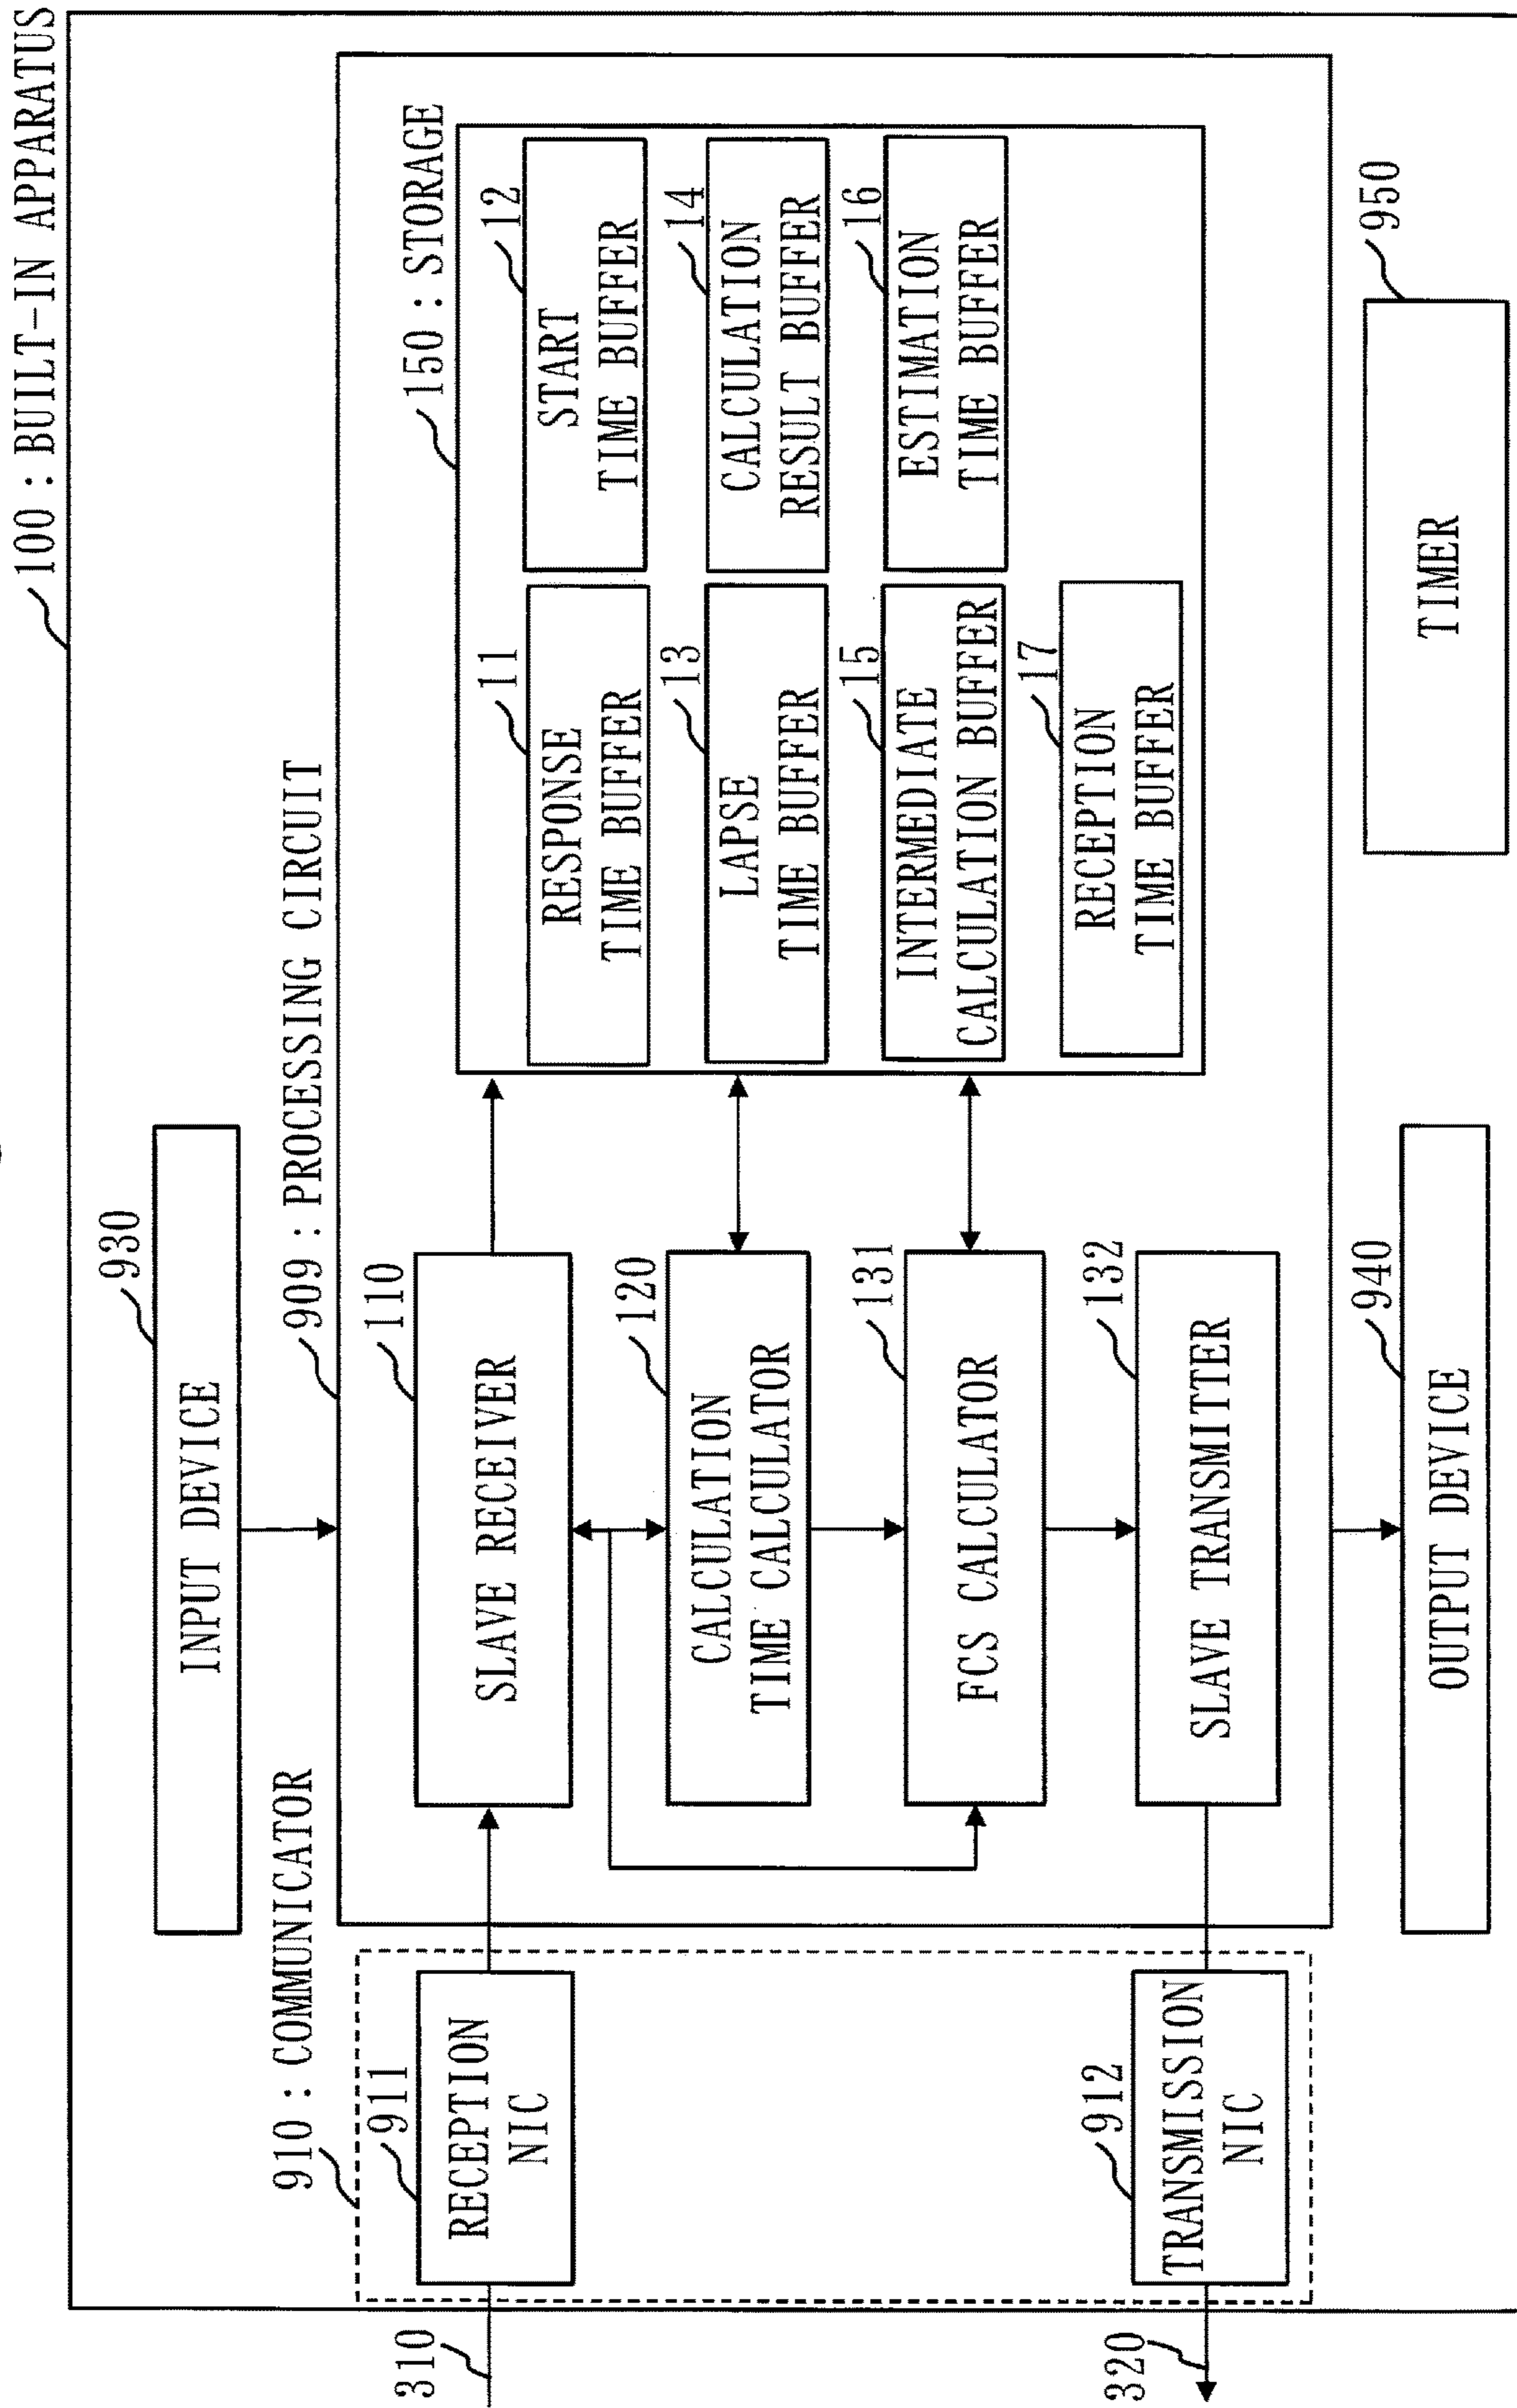 100 : BUILT-IN APPARATUS
930
INPUT DEVICE
909 : PROCESSING CIRCUIT
910 : COMMUNICATOR
911
RECEPTION
NIC
310
110
SLAVE RECEIVER
120
CALCULATION
TIME CALCULATOR
131
FCS CALCULATOR
132
SLAVE TRANSMITTER
912
TRANSMISSION
NIC
320
150 : STORAGE
11
RESPONSE
TIME BUFFER
12
START
TIME BUFFER
13
LAPSE
TIME BUFFER
14
CALCULATION
RESULT BUFFER
15
INTERMEDIATE
CALCULATION BUFFER
16
ESTIMATION
TIME BUFFER
17
RECEPTION
TIME BUFFER
940
OUTPUT DEVICE
950
TIMER